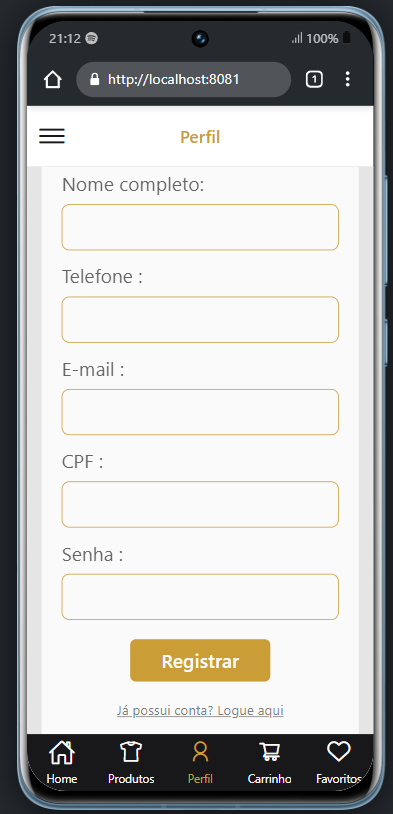 21:12 100%
http://localhost:8081 1
Perfil
Nome completo:
Telefone :
E-mail :
CPF :
Senha :
Registrar
Já possui conta? Logue aqui
Home Produtos Perfil Carrinho Favoritos